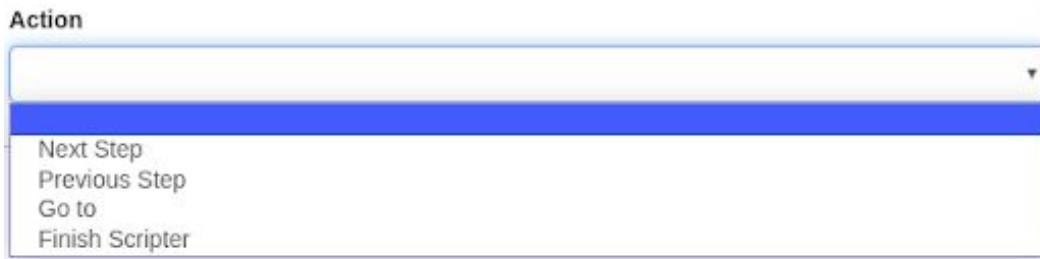 Action
Next Step
Previous Step
Go to
Finish Scripter